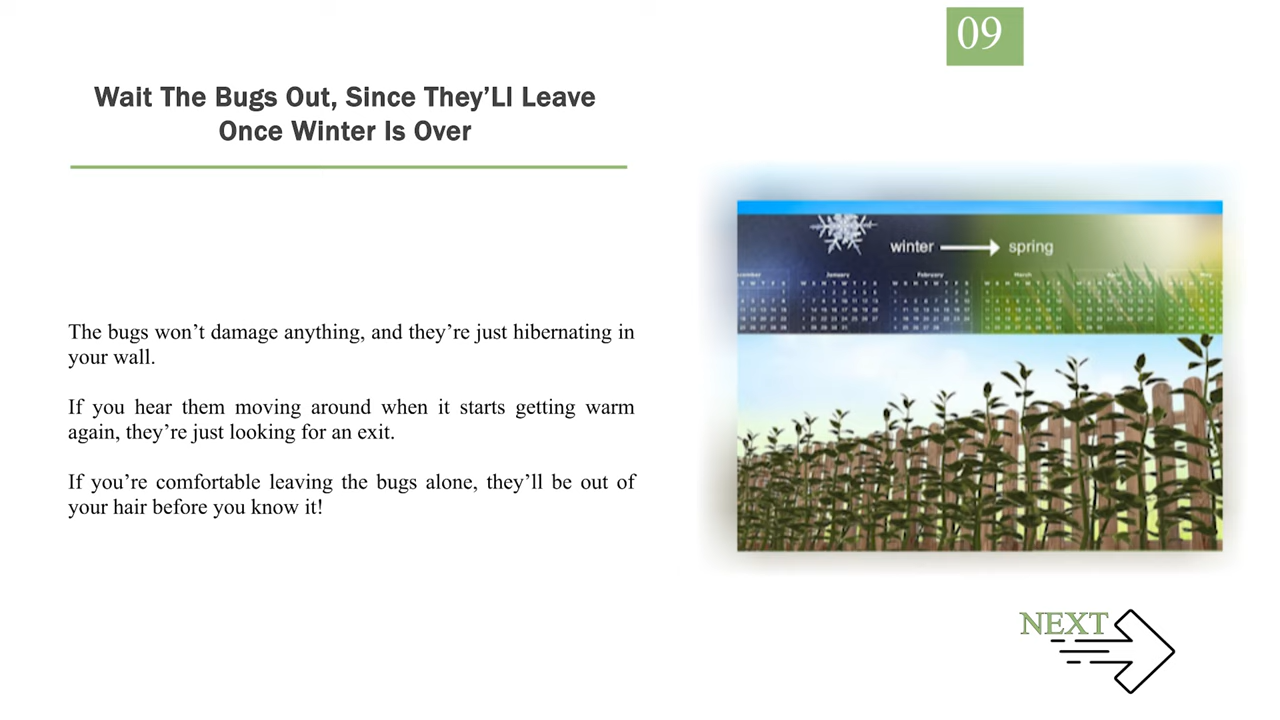 09
Wait The Bugs Out, Since They’Ll Leave
Once Winter Is Over
winter
spring
January
February
March
May
The bugs won’t damage anything, and they’re just hibernating in
your wall.
If you hear them moving around when it starts getting warm
again, they’re just looking for an exit.
If you’re comfortable leaving the bugs alone, they’ll be out of
your hair before you know it!
NEXT